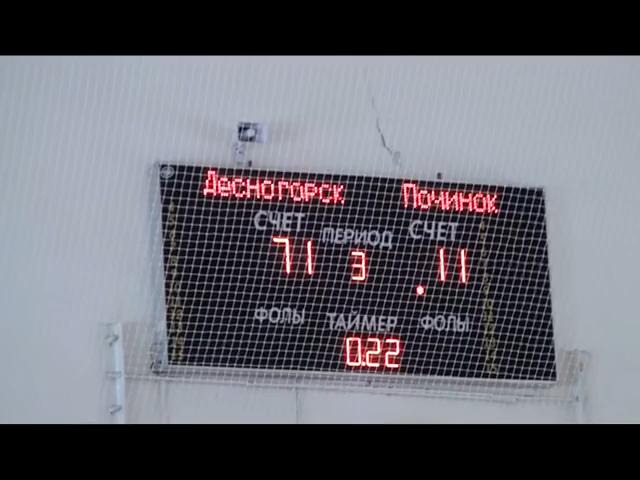 Десногорск Починок
СЧЕТ ПЕРИОД СЧЕТ
71 3 11
ФОЛЫ ТАЙМЕР ФОЛЫ
0:22